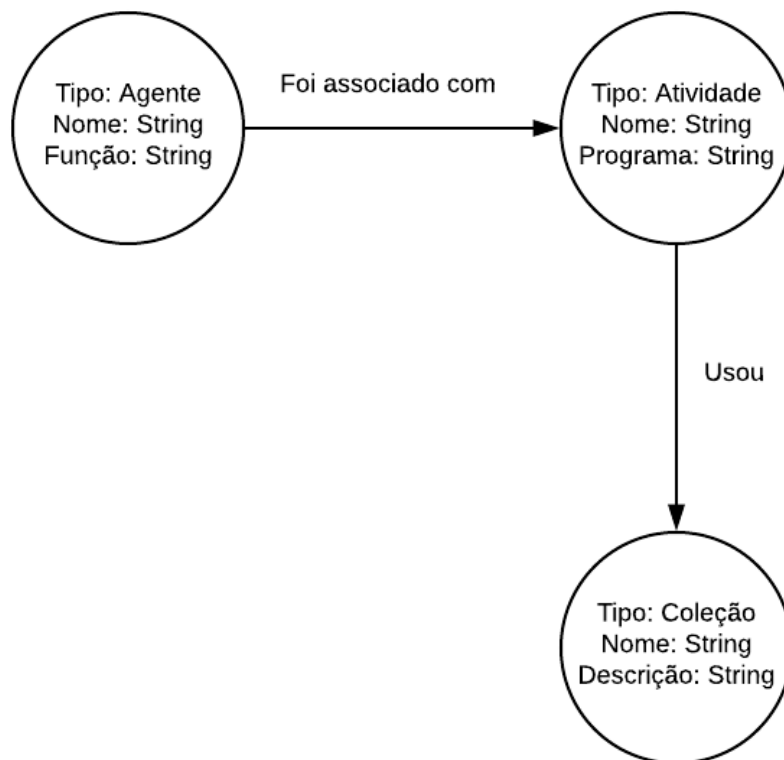 Tipo: Agente
Nome: String
Função: String
Foi associado com
Tipo: Atividade
Nome: String
Programa: String
Usou
Tipo: Coleção
Nome: String
Descrição: String